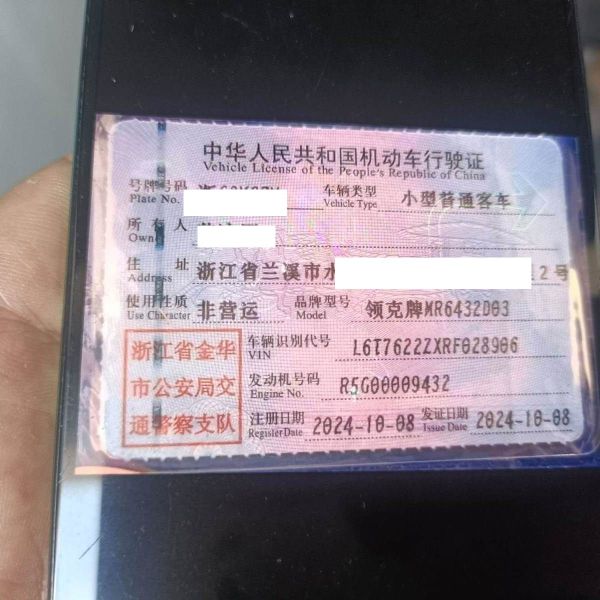 中华人民共和国机动车行驶证
Vehicle License of the People's Republic of China
号牌号码 浙
Plate No.
车辆类型 小型普通客车
Vehicle Type
所有人
Owner
住址 浙江省兰溪市水 12号
Address
使用性质 非营运
Use Character
品牌型号 领克牌MR6432D03
Model
浙江省金华
市公安局交
通警察支队
车辆识别代号 L6T7622ZXRF028906
VIN
发动机号码 R5G00009432
Engine No.
注册日期 2024-10-08
Register Date
发证日期 2024-10-08
Issue Date